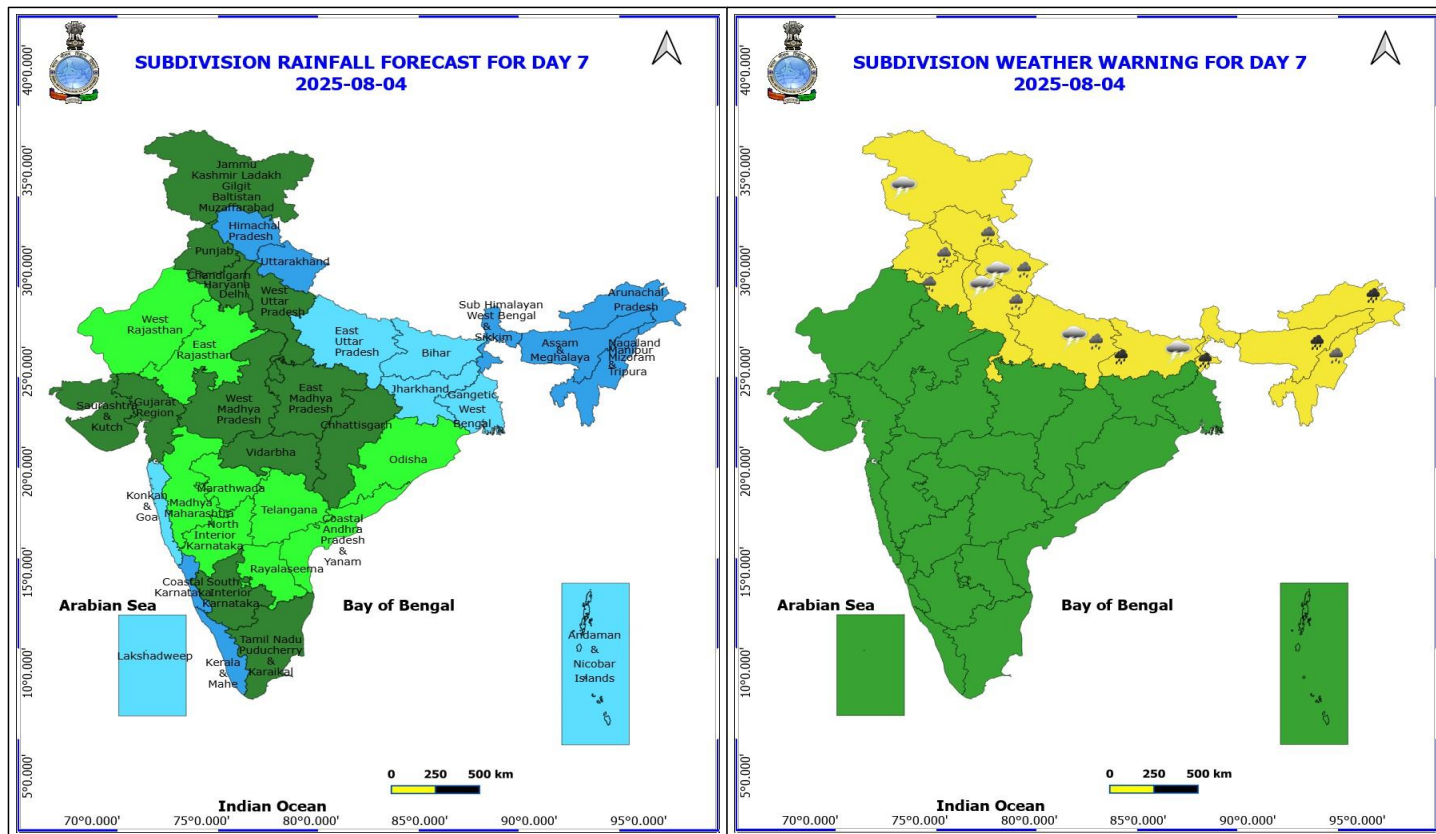 SUBDIVISION RAINFALL FORECAST FOR DAY 7
2025-08-04
40°0.000'
35°0.000'
30°0.000'
25°0.000'
20°0.000'
15°0.000'
10°0.000'
5°0.000'
Jammu
Kashmir Ladakh
Gilgit
Baltistan
Muzaffarabad
Himachal
Pradesh
Punjab
Uttarakhand
Chandigarh
Haryana
Delhi
West
Uttar
Pradesh
West
Rajasthan
East
Rajasthan
East
Uttar
Pradesh
Bihar
Sub Himalayan
West Bengal
&
Sikkim
Arunachal
Pradesh
Assam
&
Meghalaya
Nagaland
Manipur
Mizoram
&
Tripura
Jharkhand
Gangetic
West
Bengal
Saurashtra
&
Kutch
Gujarat
Region
West
Madhya
Pradesh
East
Madhya
Pradesh
Chhattisgarh
Vidarbha
Odisha
Konkan
&
Goa
Marathwada
Madhya
Maharashtra
North
Interior
Karnataka
Telangana
Coastal
Andhra
Pradesh
&
Yanam
Rayalaseema
Coastal
Karnataka
South
Interior
Karnataka
Tamil Nadu
Puducherry
&
Karaikal
Kerala
&
Mahe
Lakshadweep
Andaman
&
Nicobar
Islands
Arabian Sea
Bay of Bengal
Indian Ocean
0 250 500 km
70°0.000' 75°0.000' 80°0.000' 85°0.000' 90°0.000' 95°0.000'
SUBDIVISION WEATHER WARNING FOR DAY 7
2025-08-04
40°0.000'
35°0.000'
30°0.000'
25°0.000'
20°0.000'
15°0.000'
10°0.000'
5°0.000'
Arabian Sea
Bay of Bengal
Indian Ocean
0 250 500 km
70°0.000' 75°0.000' 80°0.000' 85°0.000' 90°0.000' 95°0.000'